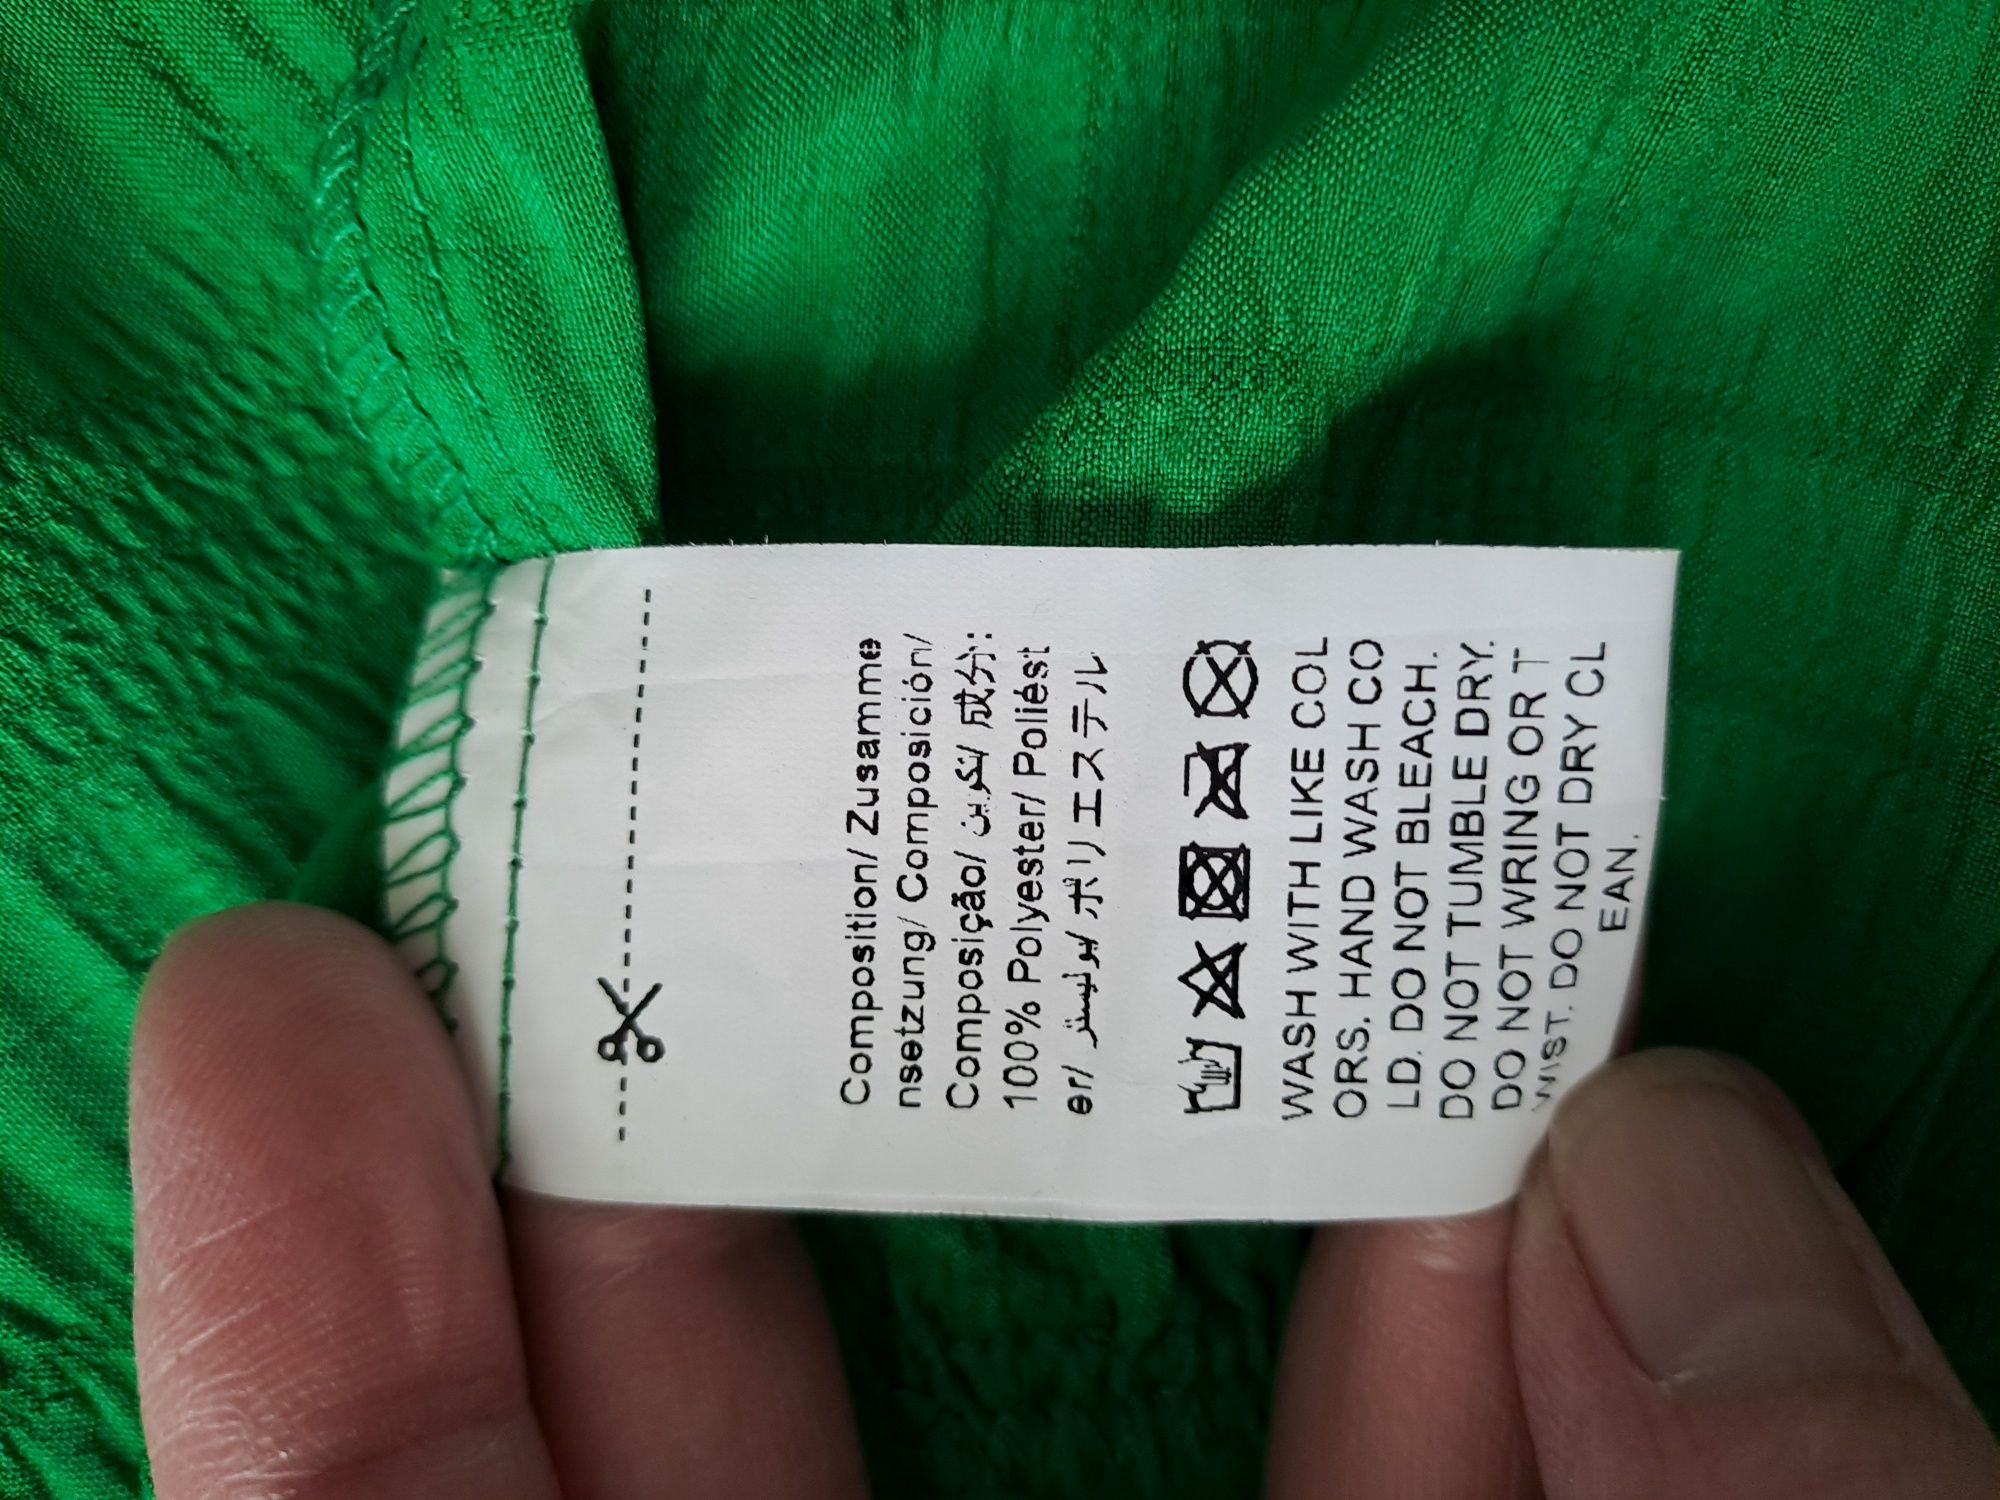 Composition/ Zusamme
nsetzung/ Composición/
Composição/ التكوين/ 成分:
100% Polyester/ Poliést
er/ بوليستر/ ポリエステル
WASH WITH LIKE COL
ORS. HAND WASH CO
LD. DO NOT BLEACH.
DO NOT TUMBLE DRY.
DO NOT WRING OR T
WIST. DO NOT DRY CL
EAN.